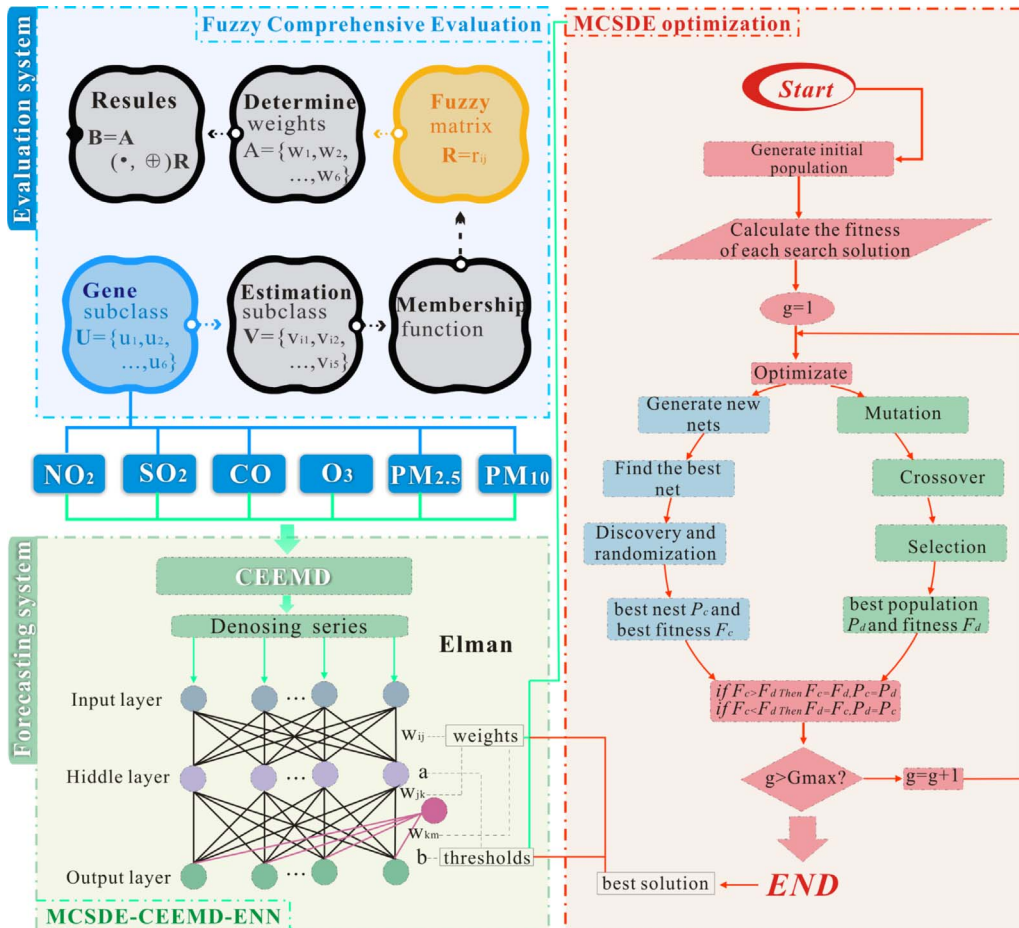 Fuzzy Comprehensive Evaluation
Evaluation system
Resules
B=A
(•, ⊕)R
Determine
weights
A={w₁,w₂,
...,w₆}
Fuzzy
matrix
R=rᵢⱼ
Gene
subclass
U={u₁,u₂,
...,u₆}
Estimation
subclass
V={vᵢ₁,vᵢ₂,
...,vᵢ₅}
Membership
function
NO₂
SO₂
CO
O₃
PM₂.₅
PM₁₀
Forecasting system
CEEMD
Denosing series
Elman
Input layer
...
Hiddle layer
...
Output layer
...
Wij
weights
a
Wjk
Wkm
b
thresholds
MCSDE-CEEMD-ENN
MCSDE optimization
Start
Generate initial
population
Calculate the fitness
of each search solution
g=1
Optimizate
Generate new
nets
Find the best
net
Discovery and
randomization
best nest Pc and
best fitness Fc
Mutation
Crossover
Selection
best population
Pd and fitness Fd
if Fc>Fd Then Fc=Fd,Pc=Pd
if Fc<Fd Then Fd=Fc,Pd=Pc
g>Gmax?
g=g+1
END
best solution